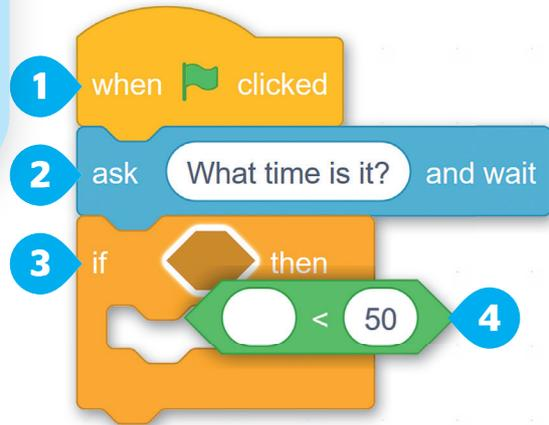 1 when clicked
2 ask What time is it? and wait
3 if then
< 50 4